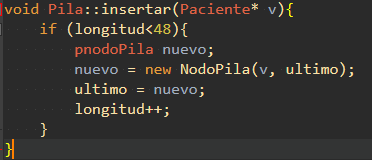 void Pila::insertar(Paciente* v){
    if (longitud<48){
        pnodoPila nuevo;
        nuevo = new NodoPila(v, ultimo);
        ultimo = nuevo;
        longitud++;
    }
}